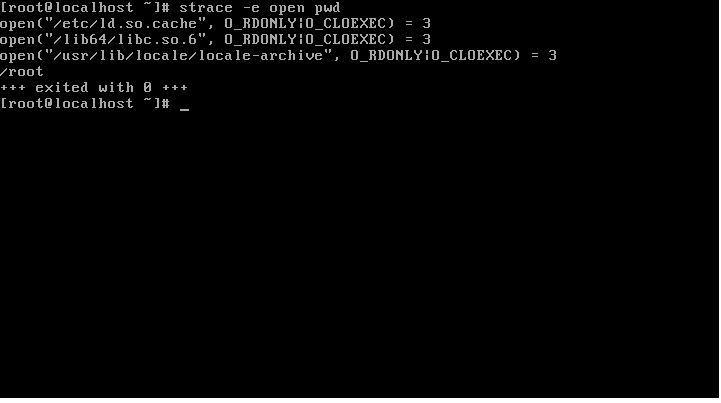 [root@localhost ~]# strace -e open pwd
open("/etc/ld.so.cache", O_RDONLY|O_CLOEXEC) = 3
open("/lib64/libc.so.6", O_RDONLY|O_CLOEXEC) = 3
open("/usr/lib/locale/locale-archive", O_RDONLY|O_CLOEXEC) = 3
/root
+++ exited with 0 +++
[root@localhost ~]# _